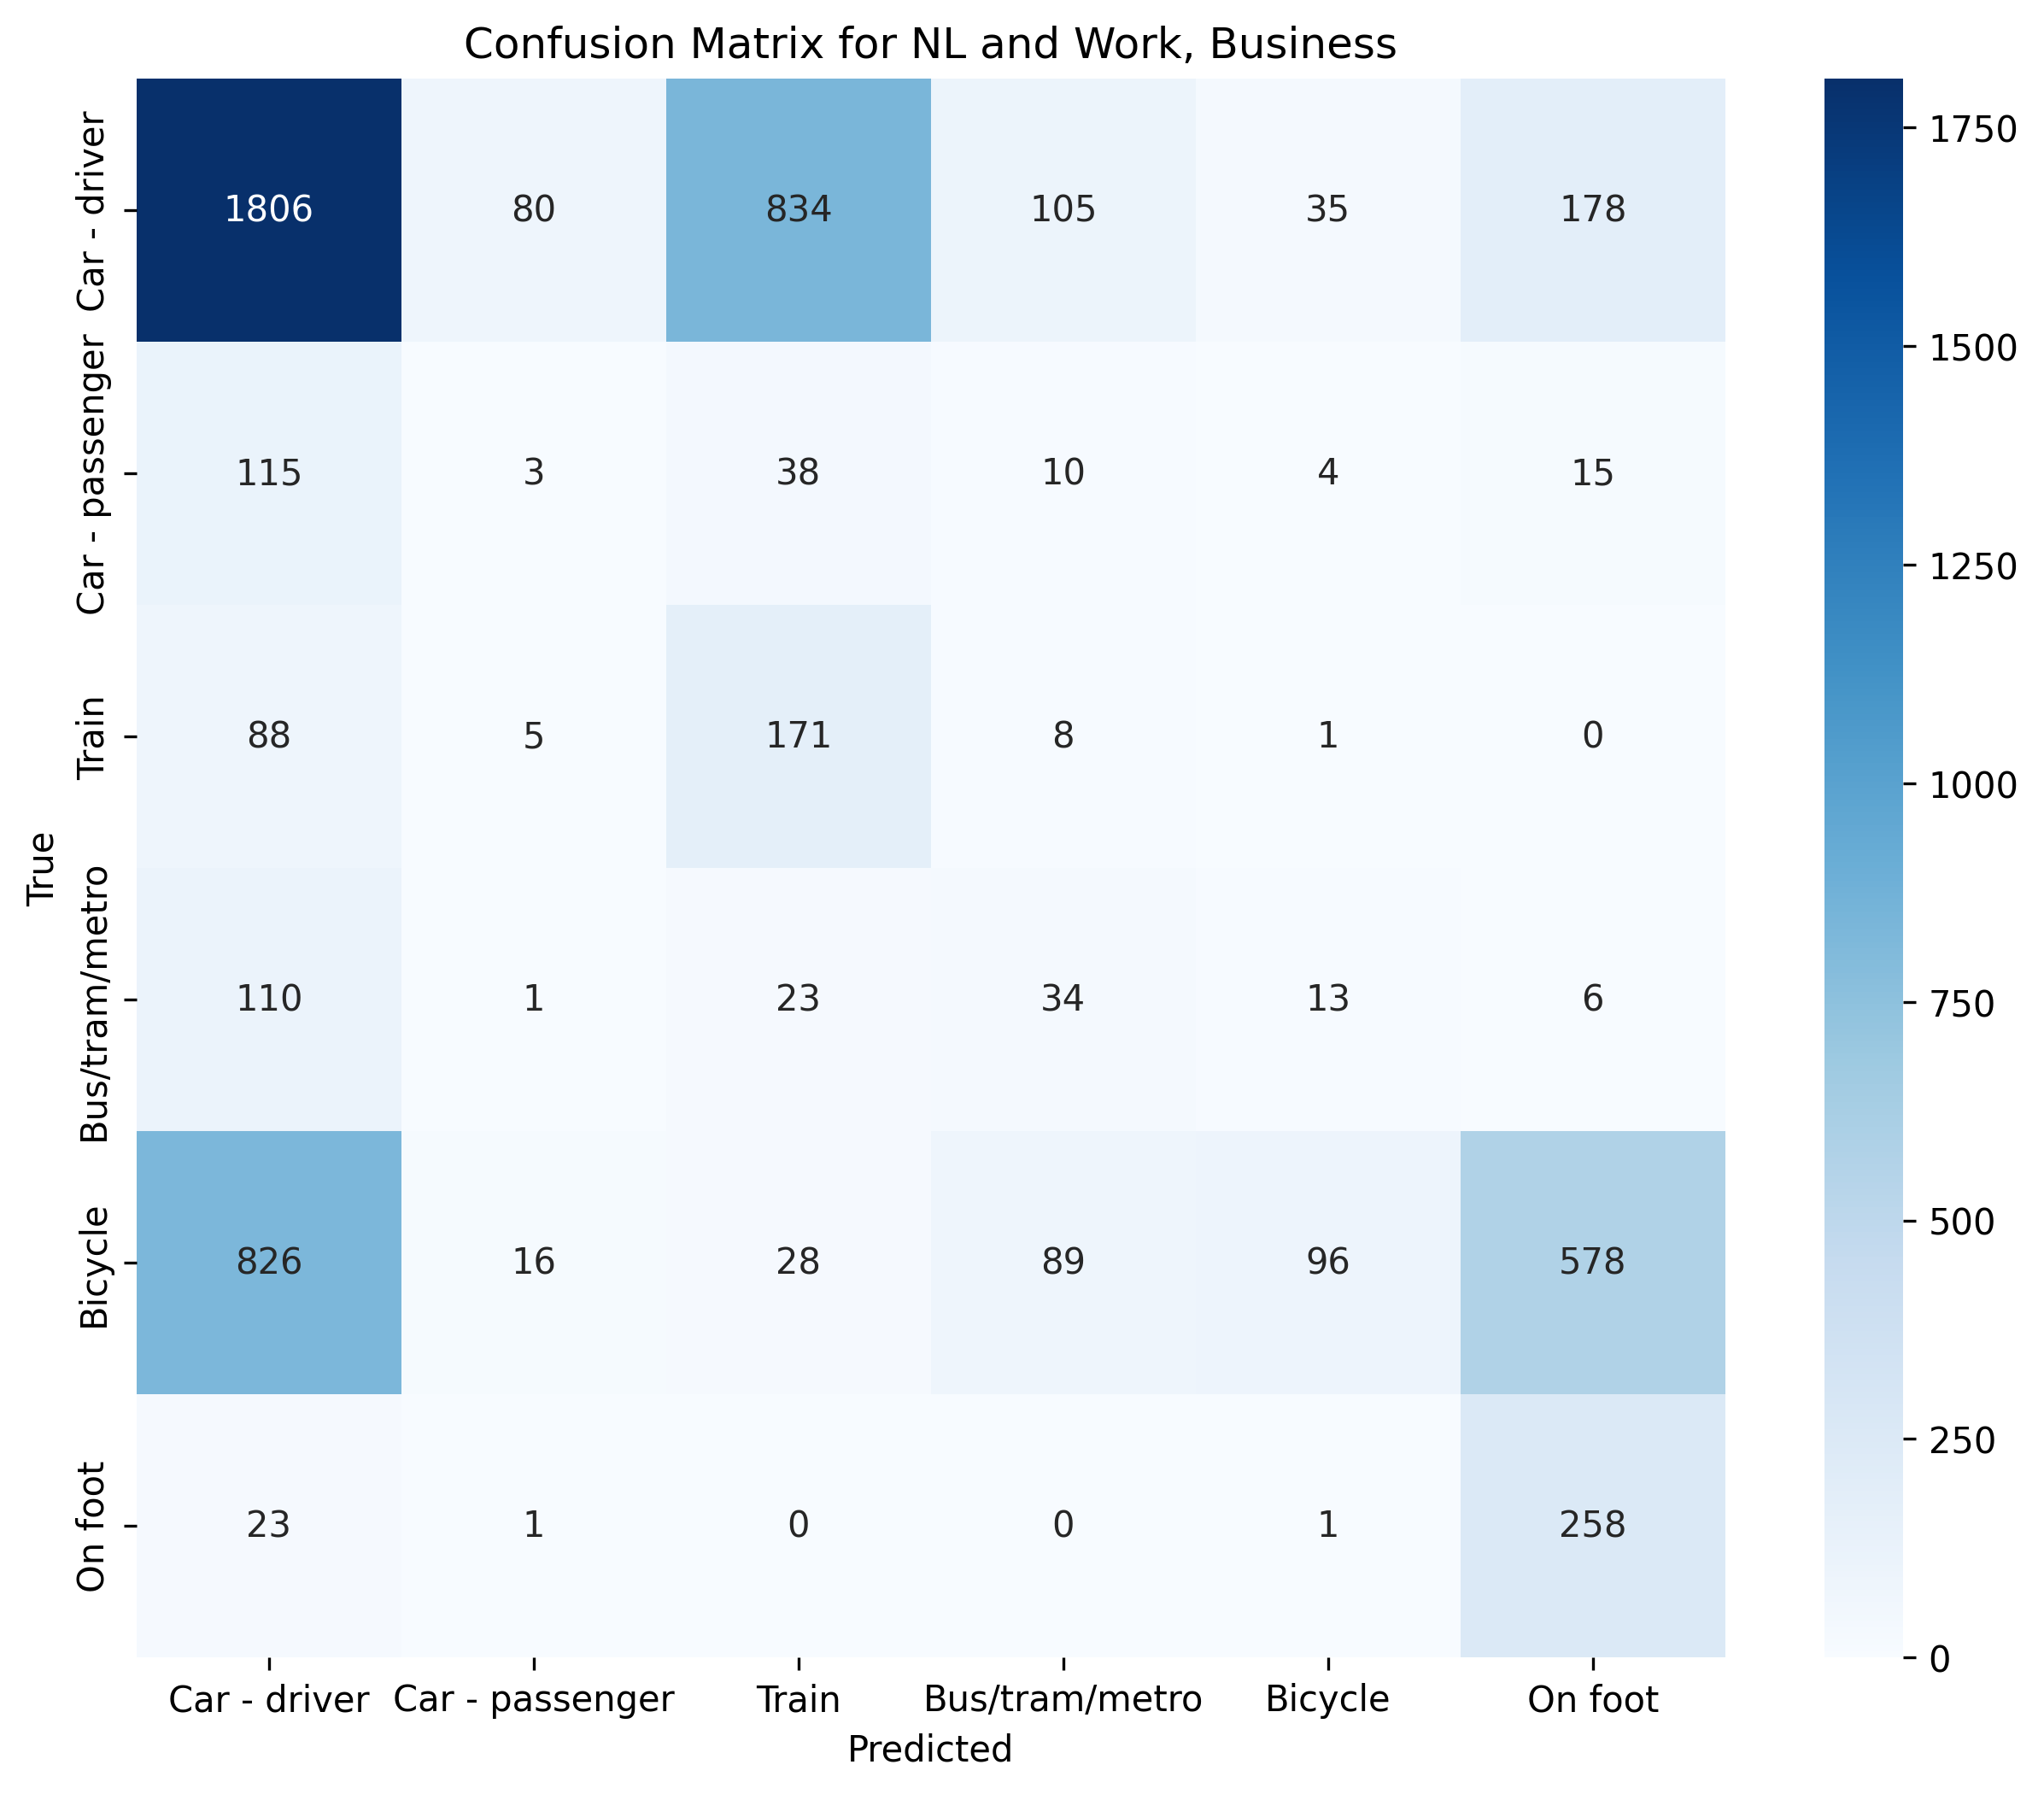 Confusion Matrix for NL and Work, Business
True
Car - driver
1806 80 834 105 35 178
Car - passenger
115 3 38 10 4 15
Train
88 5 171 8 1 0
Bus/tram/metro
110 1 23 34 13 6
Bicycle
826 16 28 89 96 578
On foot
23 1 0 0 1 258
Car - driver Car - passenger Train Bus/tram/metro Bicycle On foot
Predicted
1750
1500
1250
1000
750
500
250
0